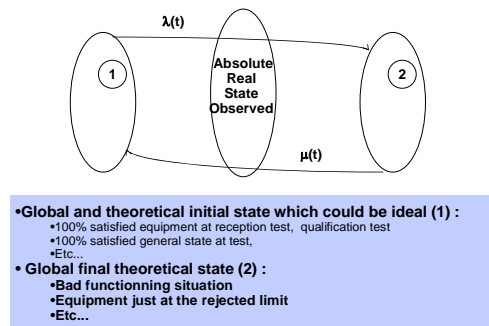 λ(t)
1
Absolute
Real
State
Observed
2
μ(t)
•Global and theoretical initial state which could be ideal (1) :
•100% satisfied equipment at reception test, qualification test
•100% satisfied general state at test,
•Etc...
• Global final theoretical state (2) :
•Bad functionning situation
•Equipment just at the rejected limit
•Etc...